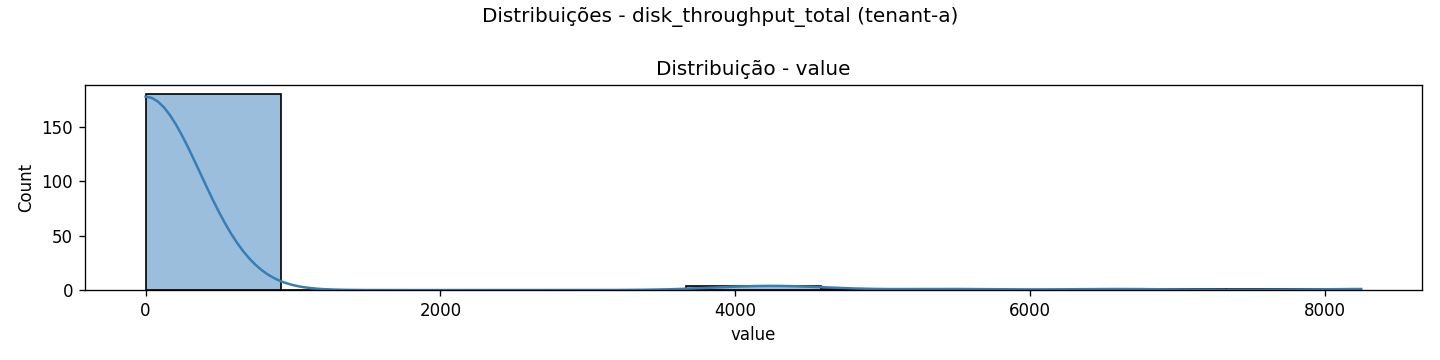 Distribuições - disk_throughput_total (tenant-a)
Distribuição - value
Count
150
100
50
0
0 2000 4000 6000 8000
value